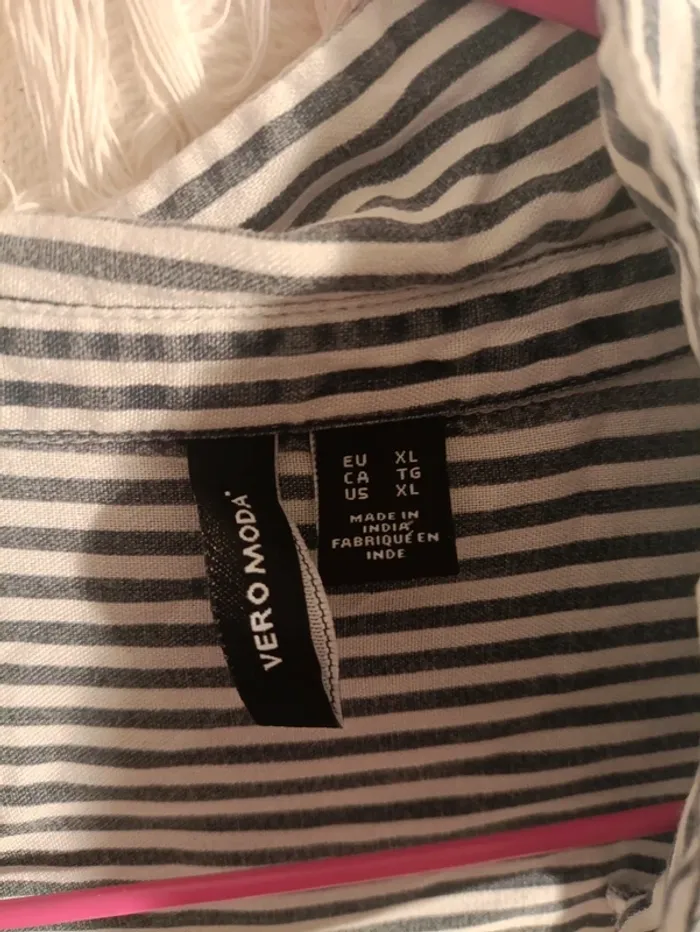 VERO MODA
EU XL
CA TG
US XL
MADE IN
INDIA
FABRIQUÉ EN
INDE